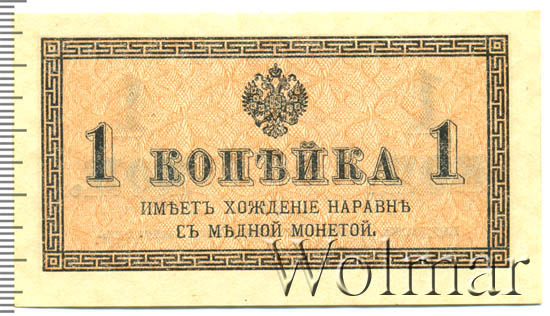 1 КОПѢЙКА 1
ИМѢЕТЪ ХОЖДЕНІЕ НАРАВНѢ
СЪ МѢДНОЙ МОНЕТОЙ.
Wolmar